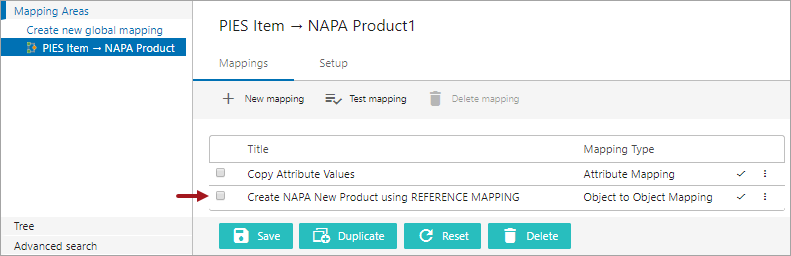 Mapping Areas
Create new global mapping
PIES Item → NAPA Product
Tree
Advanced search
PIES Item → NAPA Product1
Mappings Setup
New mapping Test mapping Delete mapping
Title Mapping Type
Copy Attribute Values Attribute Mapping
Create NAPA New Product using REFERENCE MAPPING Object to Object Mapping
Save Duplicate Reset Delete